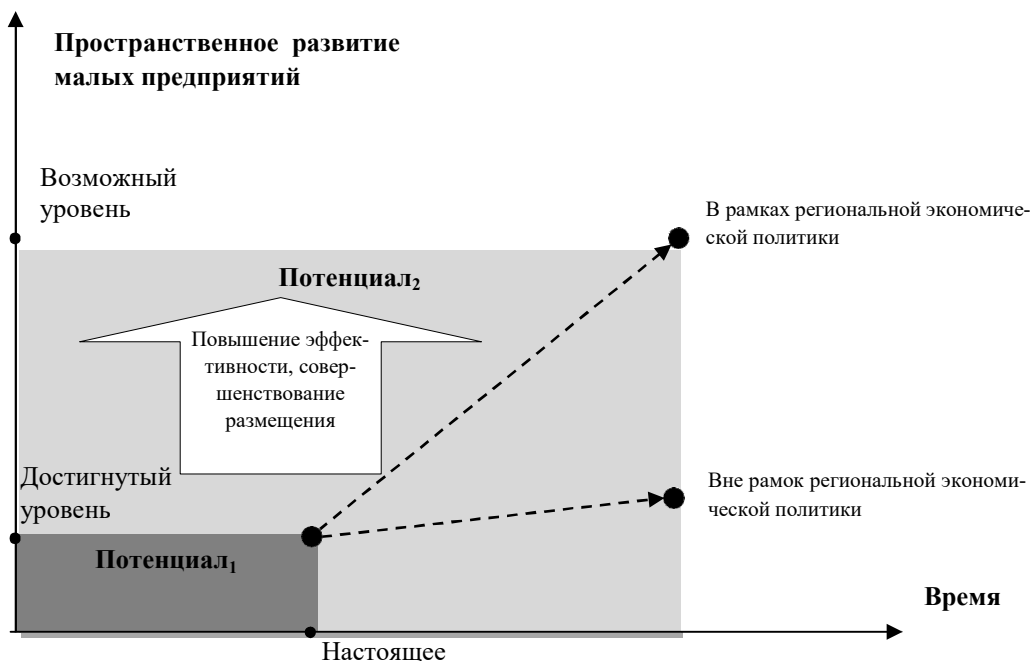 Пространственное развитие
малых предприятий
Возможный
уровень
В рамках региональной экономиче-
ской политики
Потенциал₂
Повышение эффек-
тивности, совер-
шенствование
размещения
Достигнутый
уровень
Вне рамок региональной экономи-
ческой политики
Потенциал₁
Время
Настоящее